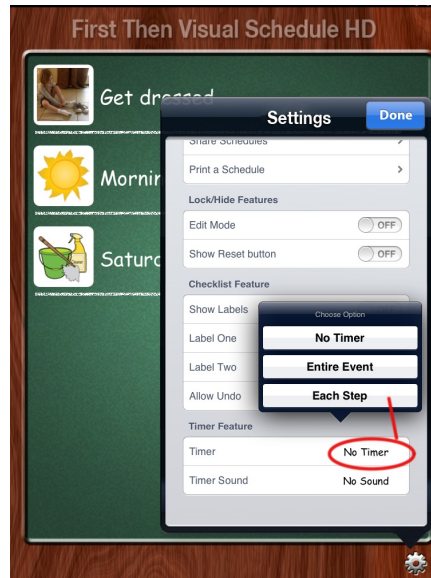 First Then Visual Schedule HD
Get dressed
Settings
Done
Share Schedules
Print a Schedule
Lock/Hide Features
Edit Mode
OFF
Show Reset button
OFF
Checklist Feature
Show Labels
Label One
Label Two
Allow Undo
Choose Option
No Timer
Entire Event
Each Step
Timer Feature
Timer
No Timer
Timer Sound
No Sound
Mornin
Saturd